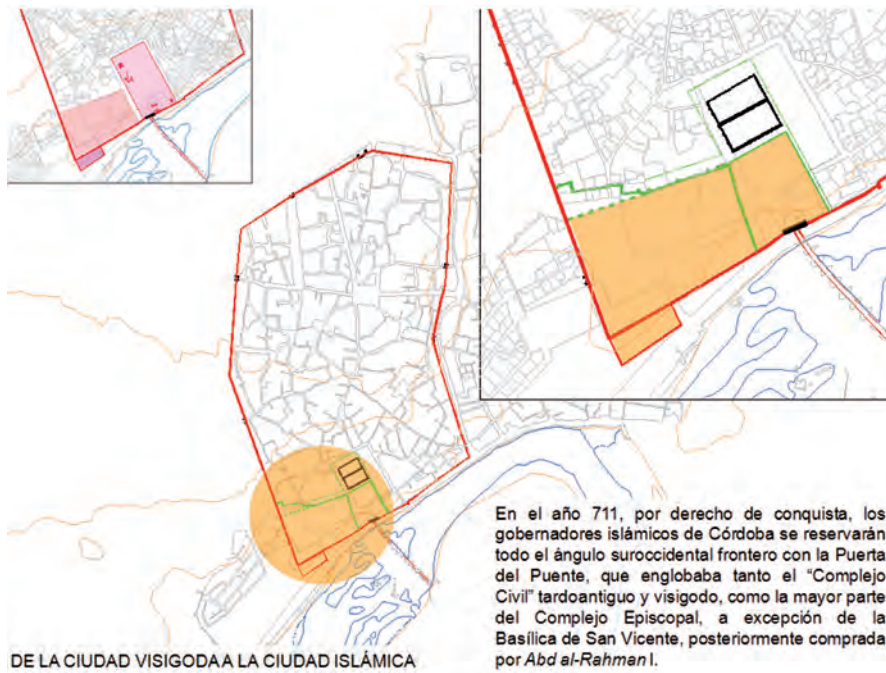 En el año 711, por derecho de conquista, los
gobernadores islámicos de Córdoba se reservarán
todo el ángulo suroccidental frontero con la Puerta
del Puente, que englobaba tanto el “Complejo
Civil” tardoantiguo y visigodo, como la mayor parte
del Complejo Episcopal, a excepción de la
Basílica de San Vicente, posteriormente comprada
por Abd al-Rahman I.
DE LA CIUDAD VISIGODA A LA CIUDAD ISLÁMICA